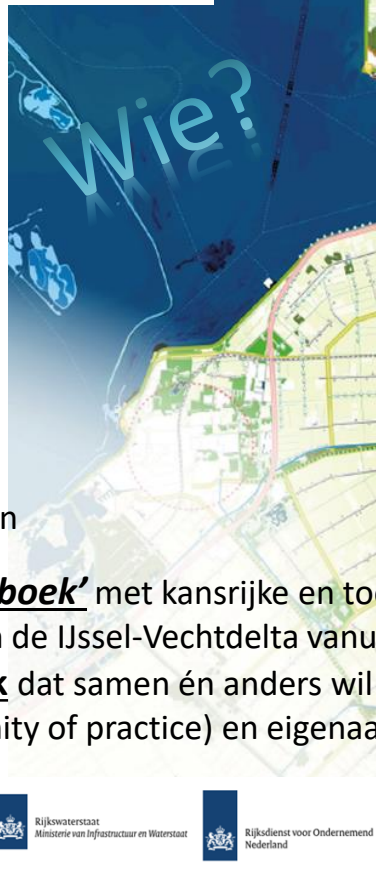 Wie?
n
boek’ met kansrijke en toe
de IJssel-Vechtdelta vanu
k dat samen én anders wil
ity of practice) en eigenaa
Rijkswaterstaat
Ministerie van Infrastructuur en Waterstaat
Rijksdienst voor Ondernemend
Nederland